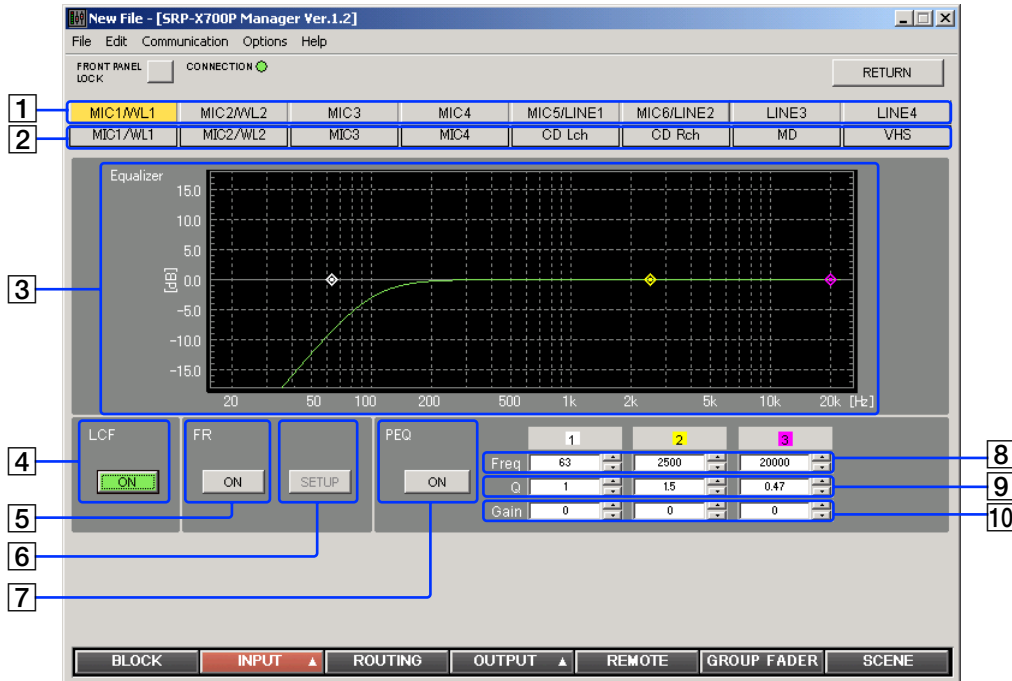 New File - [SRP-X700P Manager Ver.1.2]
File Edit Communication Options Help
FRONT PANEL LOCK CONNECTION RETURN
1 MIC1/WL1 MIC2/WL2 MIC3 MIC4 MIC5/LINE1 MIC6/LINE2 LINE3 LINE4
2 MIC1/WL1 MIC2/WL2 MIC3 MIC4 CD Lch CD Rch MD VHS
Equalizer
15.0
10.0
5.0
3 [dB] 0.0
-5.0
-10.0
-15.0
20 50 100 200 500 1k 2k 5k 10k 20k [Hz]
LCF FR PEQ 1 2 3
4 ON ON SETUP ON
Freq 63 2500 20000 8
Q 1 1.5 0.47 9
Gain 0 0 0 10
5
6
7
BLOCK INPUT ▲ ROUTING OUTPUT ▲ REMOTE GROUP FADER SCENE